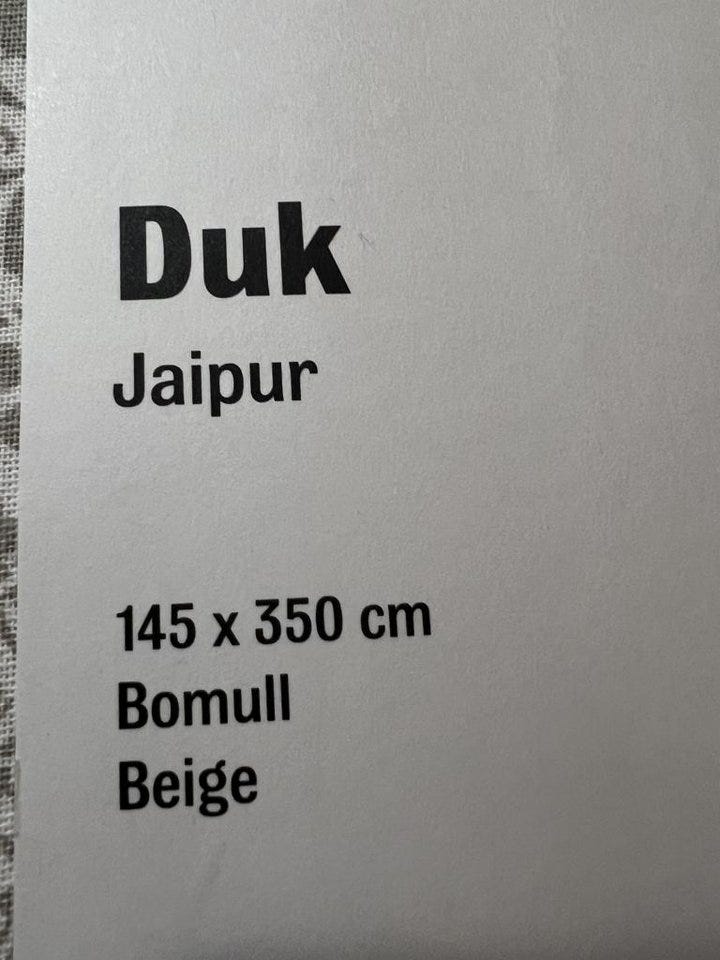 Duk
Jaipur
145 x 350 cm
Bomull
Beige